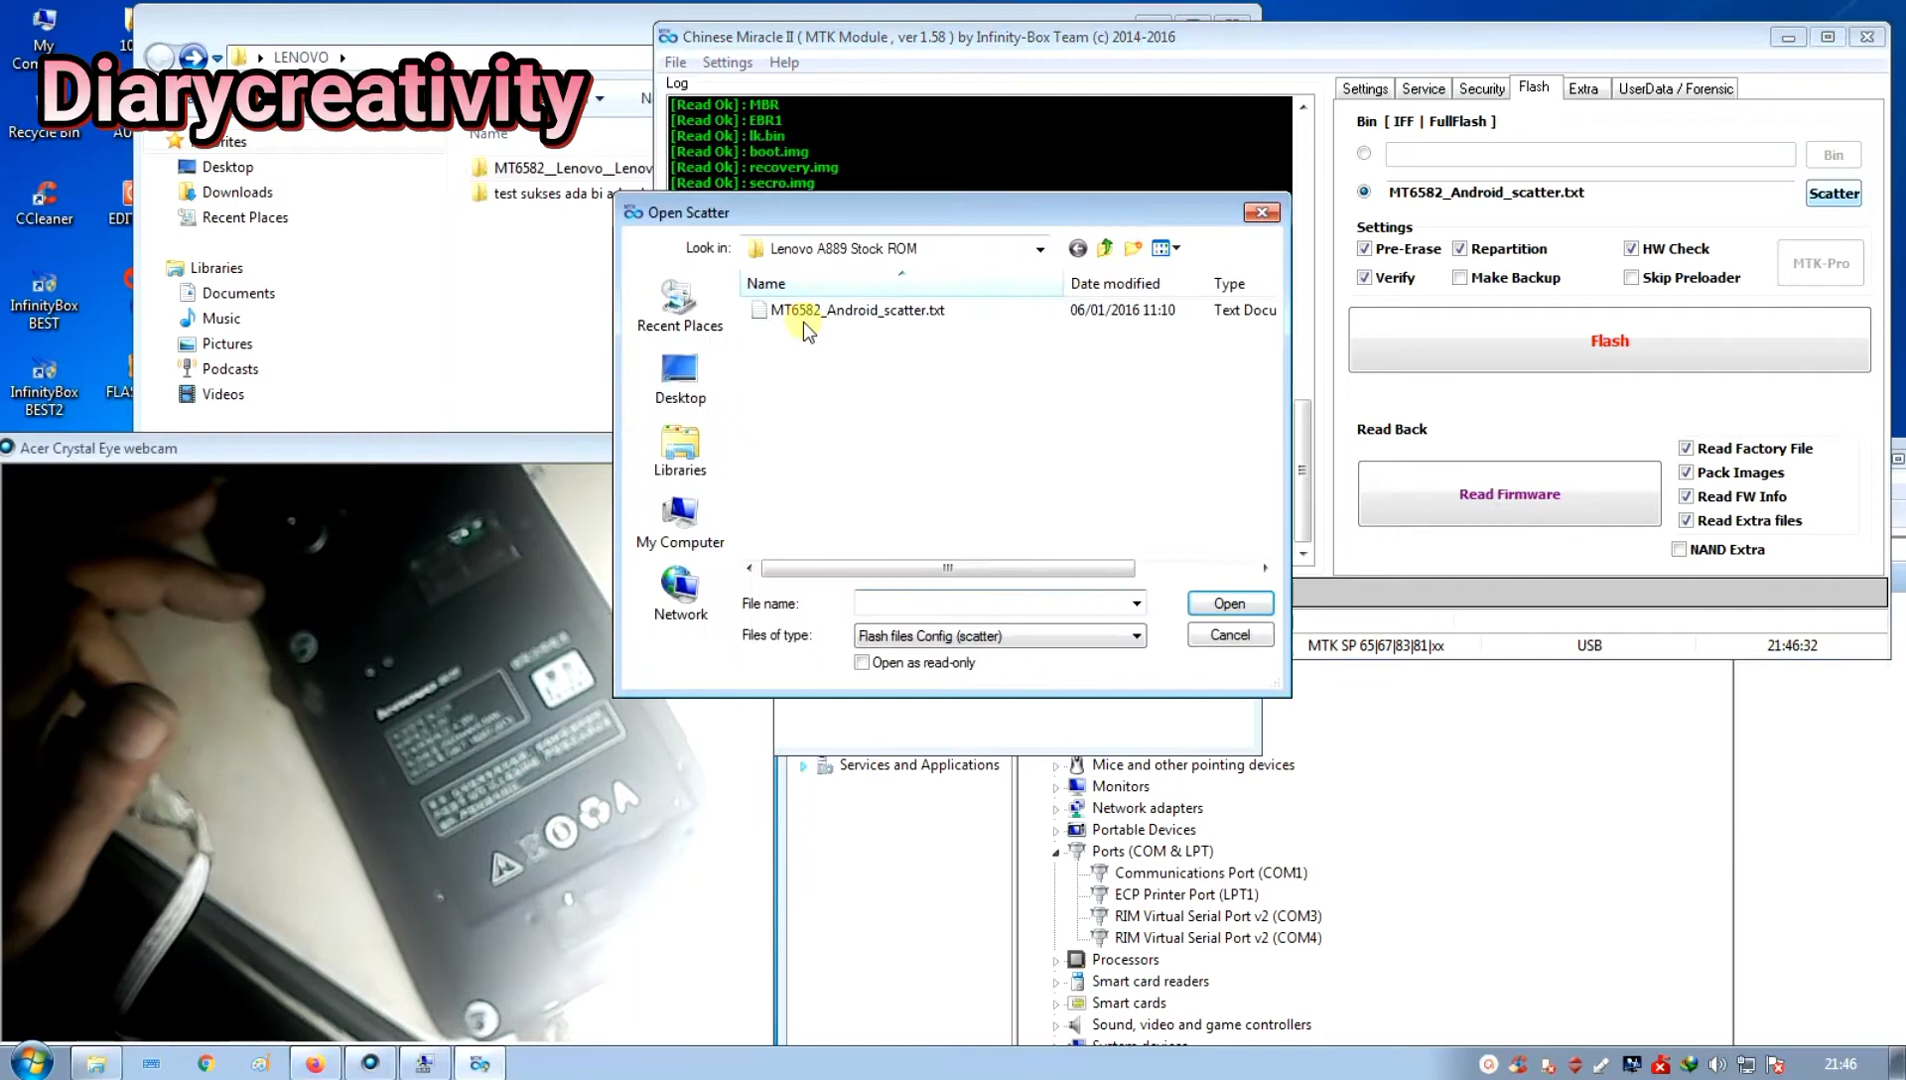 My
Recycle Bin
CCleaner
EDIT
InfinityBox
BEST
InfinityBox
BEST2
FLA
Diarycreativity
LENOVO
Name
Favorites
Desktop
Downloads
Recent Places
Libraries
Documents
Music
Pictures
Podcasts
Videos
MT6582__Lenovo__Lenov
test sukses ada bi a
Chinese Miracle II ( MTK Module , ver 1.58 ) by Infinity-Box Team (c) 2014-2016
File Settings Help
Log
[Read Ok] : MBR
[Read Ok] : EBR1
[Read Ok] : lk.bin
[Read Ok] : boot.img
[Read Ok] : recovery.img
[Read Ok] : secro.img
Settings Service Security Flash Extra UserData / Forensic
Bin [ IFF | FullFlash ]
Bin
MT6582_Android_scatter.txt
Scatter
Settings
Pre-Erase Repartition HW Check
Verify Make Backup Skip Preloader
MTK-Pro
Flash
Read Back
Read Firmware
Read Factory File
Pack Images
Read FW Info
Read Extra files
NAND Extra
MTK SP 65|67|83|81|xx USB 21:46:32
Open Scatter
Look in: Lenovo A889 Stock ROM
Name Date modified Type
MT6582_Android_scatter.txt 06/01/2016 11:10 Text Docu
Recent Places
Desktop
Libraries
My Computer
Network
File name:
Open
Files of type: Flash files Config (scatter)
Cancel
Open as read-only
Acer Crystal Eye webcam
Services and Applications
Mice and other pointing devices
Monitors
Network adapters
Portable Devices
Ports (COM & LPT)
Communications Port (COM1)
ECP Printer Port (LPT1)
RIM Virtual Serial Port v2 (COM3)
RIM Virtual Serial Port v2 (COM4)
Processors
Smart card readers
Smart cards
Sound, video and game controllers
21:46